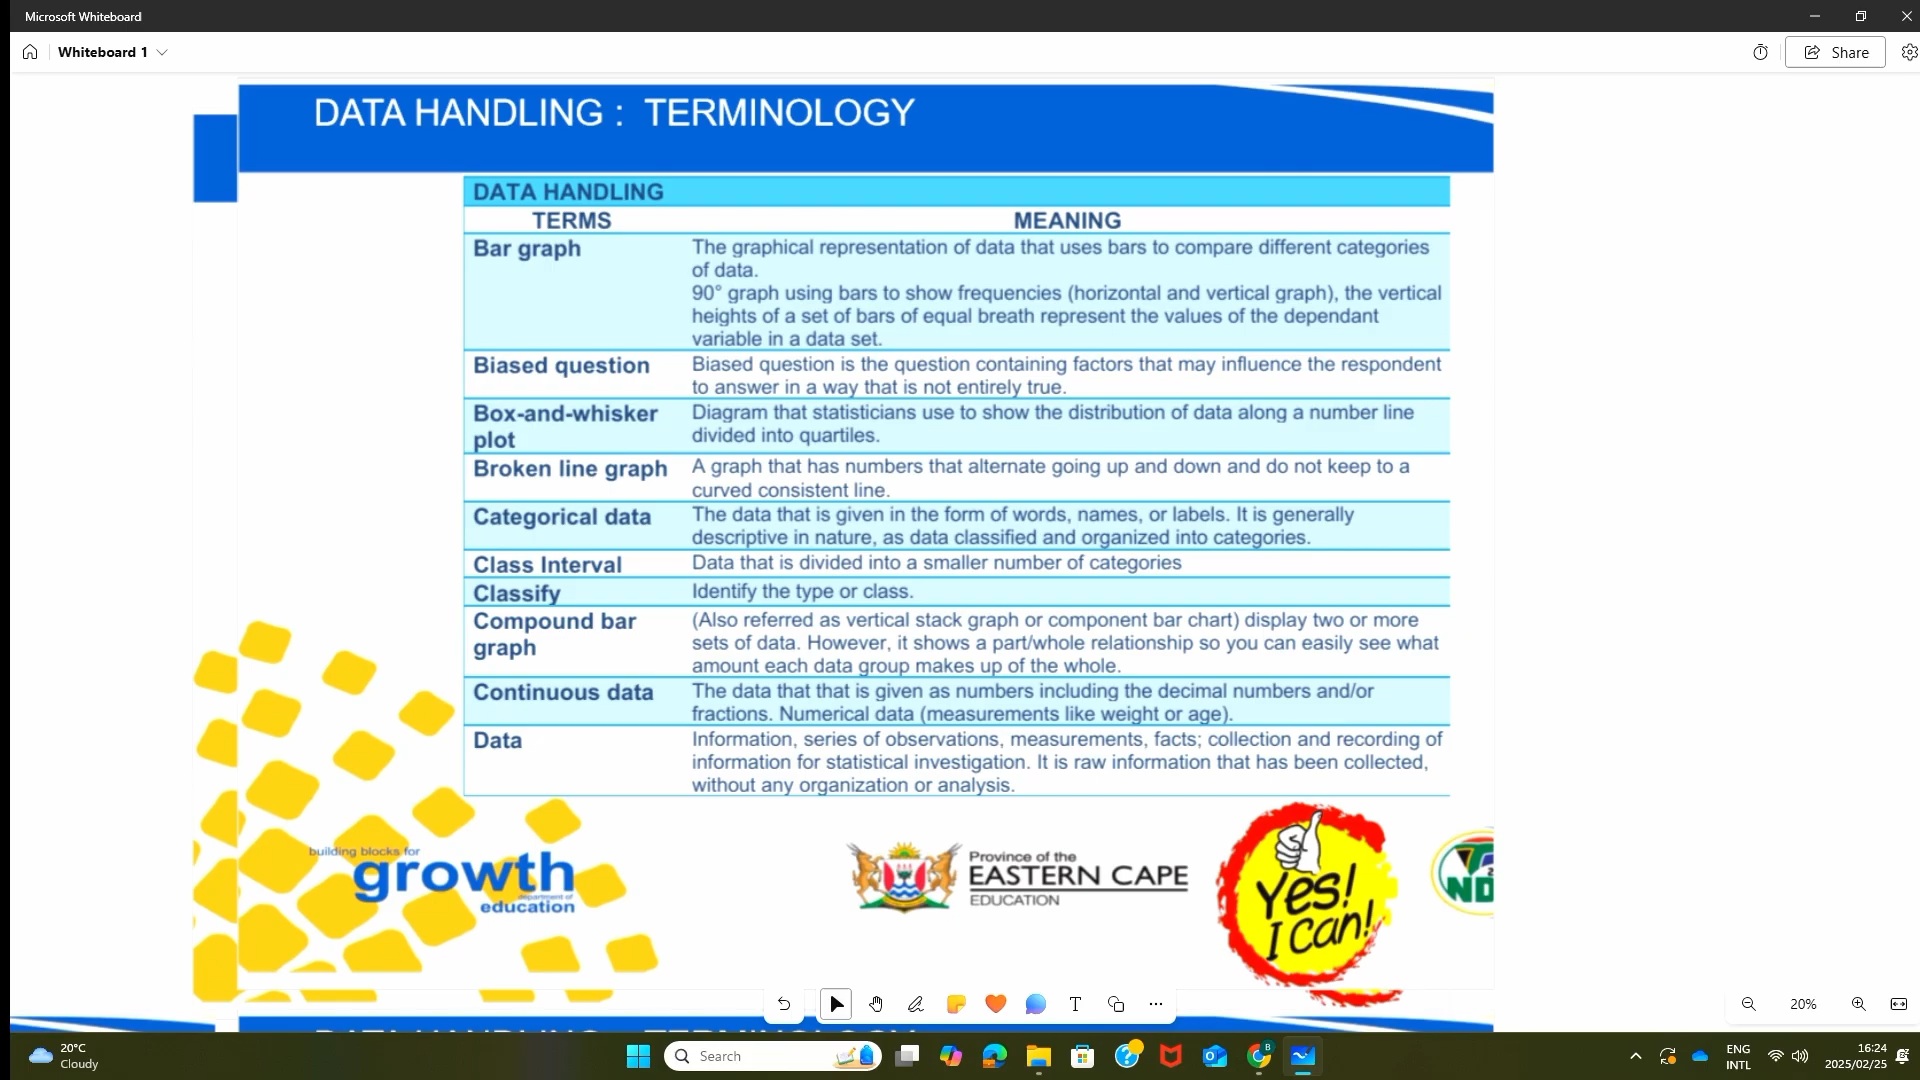 Microsoft Whiteboard
Whiteboard 1
Share
DATA HANDLING : TERMINOLOGY
DATA HANDLING
TERMS MEANING
Bar graph The graphical representation of data that uses bars to compare different categories
of data.
90° graph using bars to show frequencies (horizontal and vertical graph), the vertical
heights of a set of bars of equal breath represent the values of the dependant
variable in a data set.
Biased question Biased question is the question containing factors that may influence the respondent
to answer in a way that is not entirely true.
Box-and-whisker Diagram that statisticians use to show the distribution of data along a number line
plot divided into quartiles.
Broken line graph A graph that has numbers that alternate going up and down and do not keep to a
curved consistent line.
Categorical data The data that is given in the form of words, names, or labels. It is generally
descriptive in nature, as data classified and organized into categories.
Class Interval Data that is divided into a smaller number of categories
Classify Identify the type or class.
Compound bar (Also referred as vertical stack graph or component bar chart) display two or more
graph sets of data. However, it shows a part/whole relationship so you can easily see what
amount each data group makes up of the whole.
Continuous data The data that that is given as numbers including the decimal numbers and/or
fractions. Numerical data (measurements like weight or age).
Data Information, series of observations, measurements, facts; collection and recording of
information for statistical investigation. It is raw information that has been collected,
without any organization or analysis.
building blocks for
growth
department of
education
Province of the
EASTERN CAPE
EDUCATION
Yes!
I Can!
ND
20%
DATA HANDLING : TERMINOLOGY
20°C
Cloudy
Search
ENG
INTL
16:24
2025/02/25